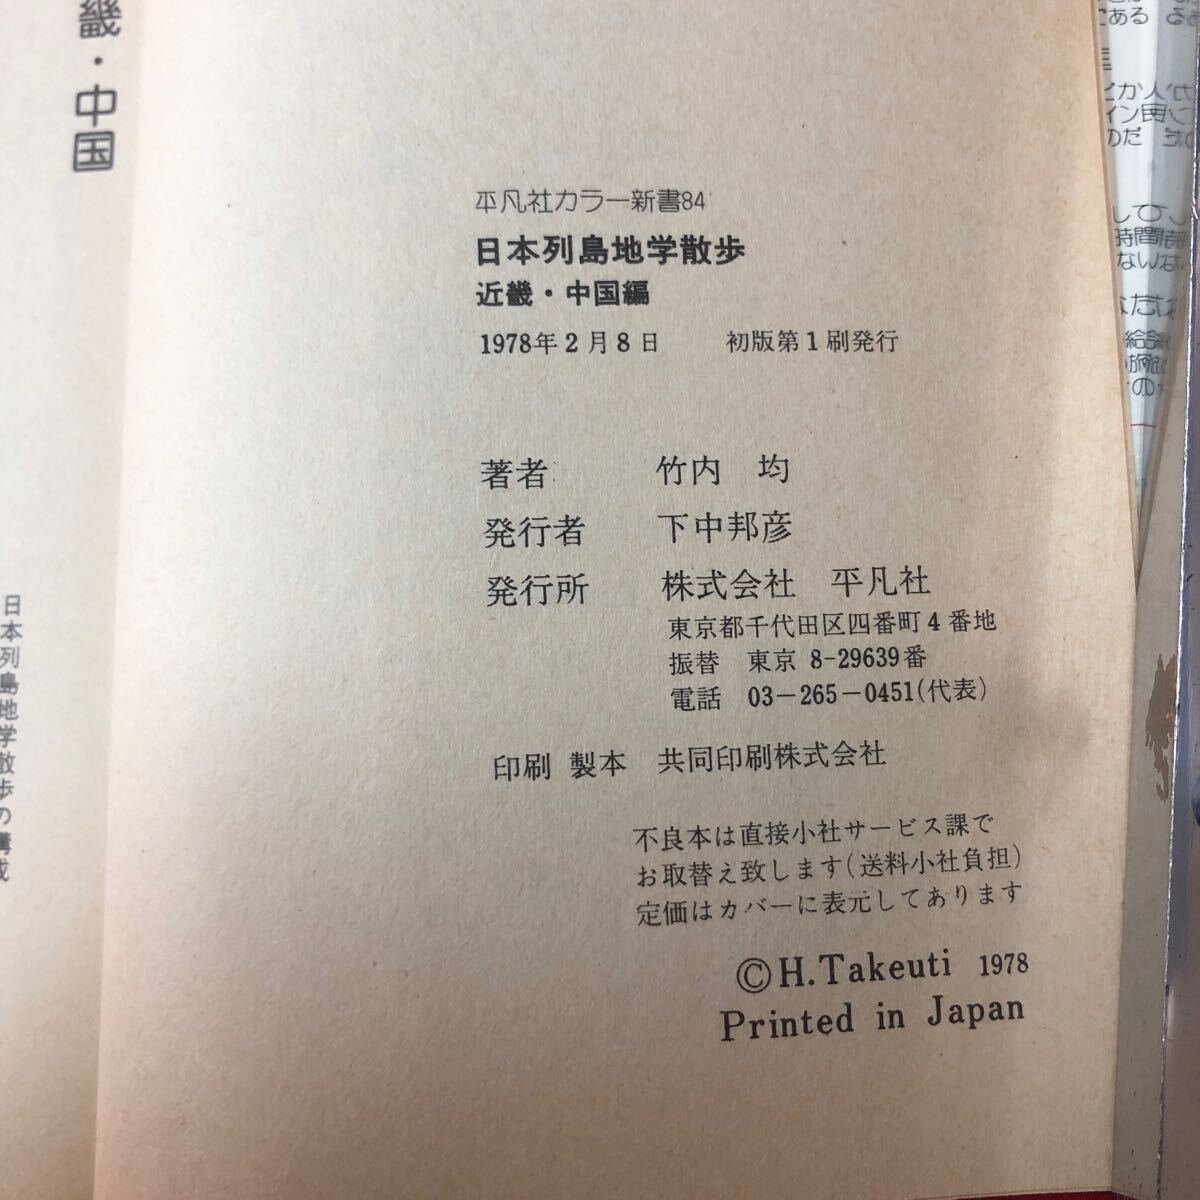 畿・中国
日本列島地学散歩の構成
平凡社カラー新書84
日本列島地学散歩
近畿・中国編
1978年2月8日　初版第1刷発行
著者　竹内　均
発行者　下中邦彦
発行所　株式会社　平凡社
東京都千代田区四番町4番地
振替　東京 8-29639番
電話　03-265-0451(代表)
印刷 製本　共同印刷株式会社
不良本は直接小社サービス課で
お取替え致します(送料小社負担)
定価はカバーに表元してあります
©H.Takeuti 1978
Printed in Japan